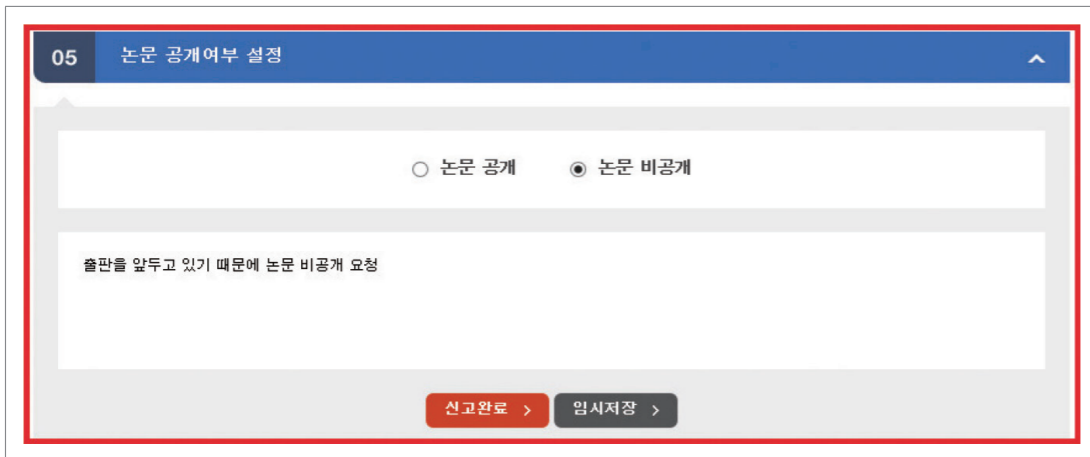 05 논문 공개여부 설정
논문 공개 논문 비공개
출판을 앞두고 있기 때문에 논문 비공개 요청
신고완료 > 임시저장 >